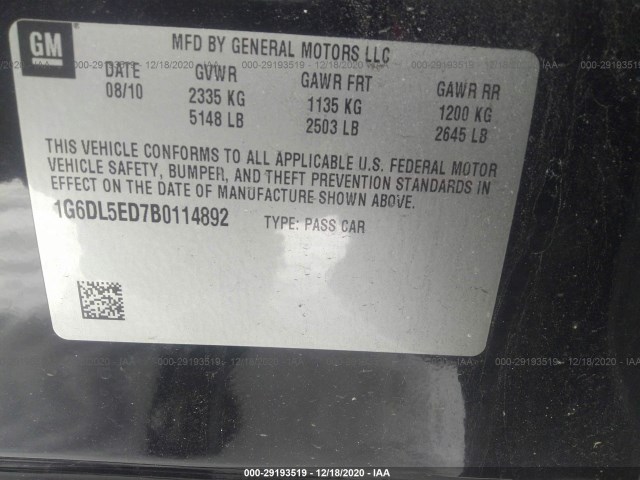 GM
MFD BY GENERAL MOTORS LLC
DATE GVWR GAWR FRT GAWR RR
08/10 2335 KG 1135 KG 1200 KG
5148 LB 2503 LB 2645 LB
THIS VEHICLE CONFORMS TO ALL APPLICABLE U.S. FEDERAL MOTOR
VEHICLE SAFETY, BUMPER, AND THEFT PREVENTION STANDARDS IN
EFFECT ON THE DATE OF MANUFACTURE SHOWN ABOVE.
1G6DL5ED7B0114892 TYPE: PASS CAR
000-29193519 - 12/18/2020 - IAA